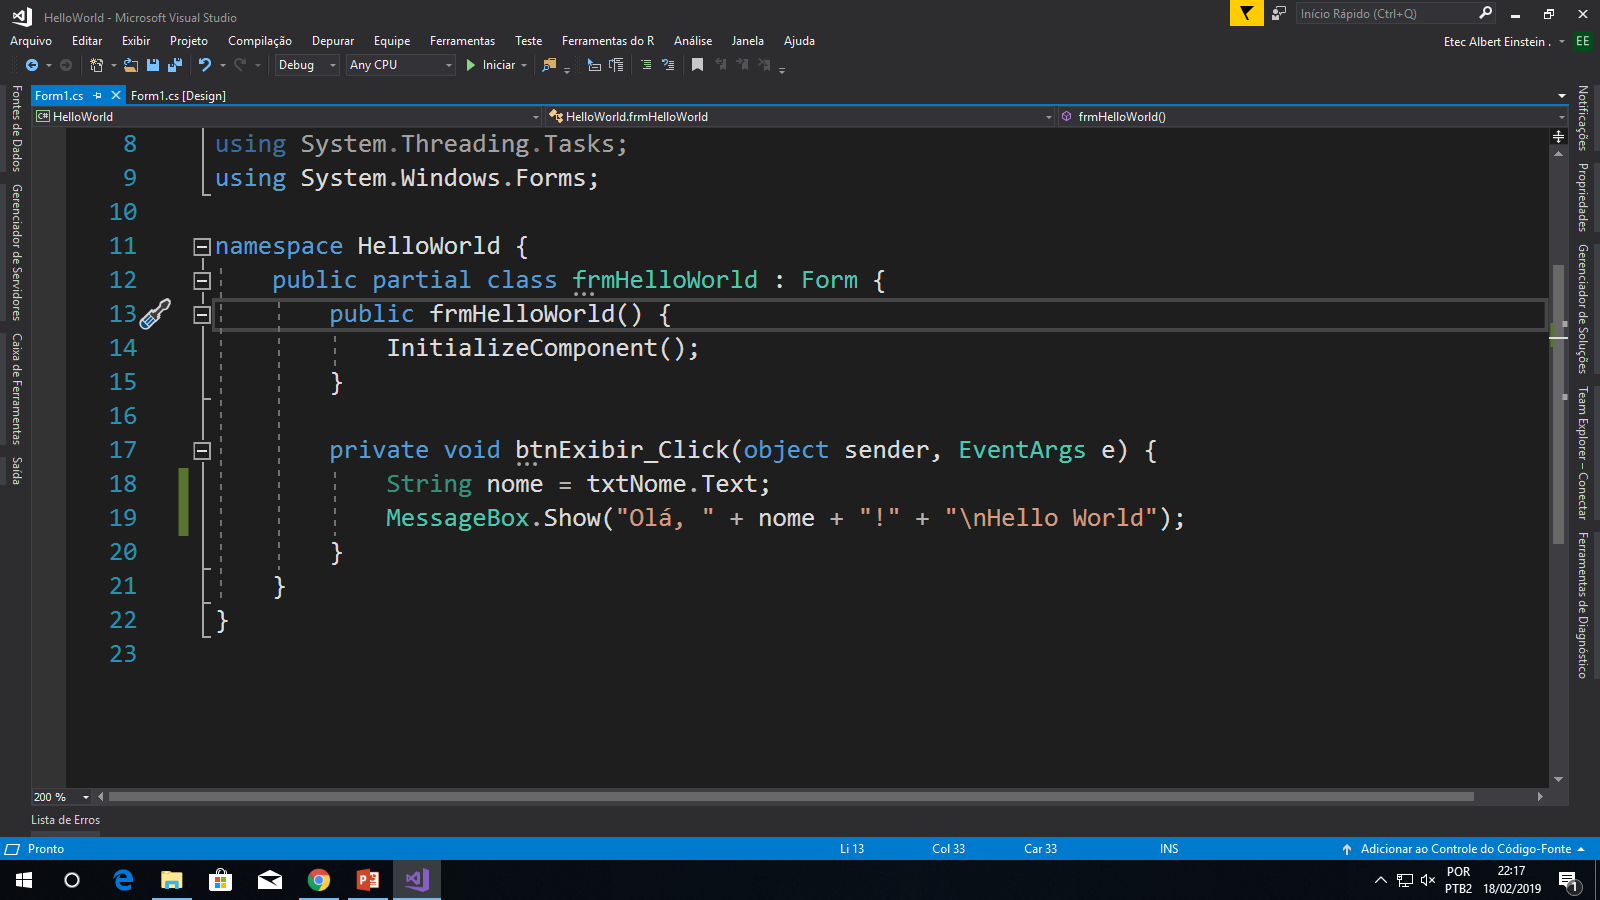 HelloWorld - Microsoft Visual Studio
Início Rápido (Ctrl+Q)
Arquivo Editar Exibir Projeto Compilação Depurar Equipe Ferramentas Teste Ferramentas do R Análise Janela Ajuda
Etec Albert Einstein . EE
Debug Any CPU Iniciar
Form1.cs Form1.cs [Design]
C# HelloWorld HelloWorld.frmHelloWorld frmHelloWorld()
Fontes de Dados
Gerenciador de Servidores
Caixa de Ferramentas
Saída
8 using System.Threading.Tasks;
9 using System.Windows.Forms;
10
11 namespace HelloWorld {
12 public partial class frmHelloWorld : Form {
13 public frmHelloWorld() {
14 InitializeComponent();
15 }
16
17 private void btnExibir_Click(object sender, EventArgs e) {
18 String nome = txtNome.Text;
19 MessageBox.Show("Olá, " + nome + "!" + "\nHello World");
20 }
21 }
22 }
23
Notificações
Propriedades
Gerenciador de Soluções
Team Explorer – Conectar
Ferramentas de Diagnóstico
200 %
Lista de Erros
Pronto Li 13 Col 33 Car 33 INS Adicionar ao Controle do Código-Fonte
POR 22:17
PTB2 18/02/2019 1